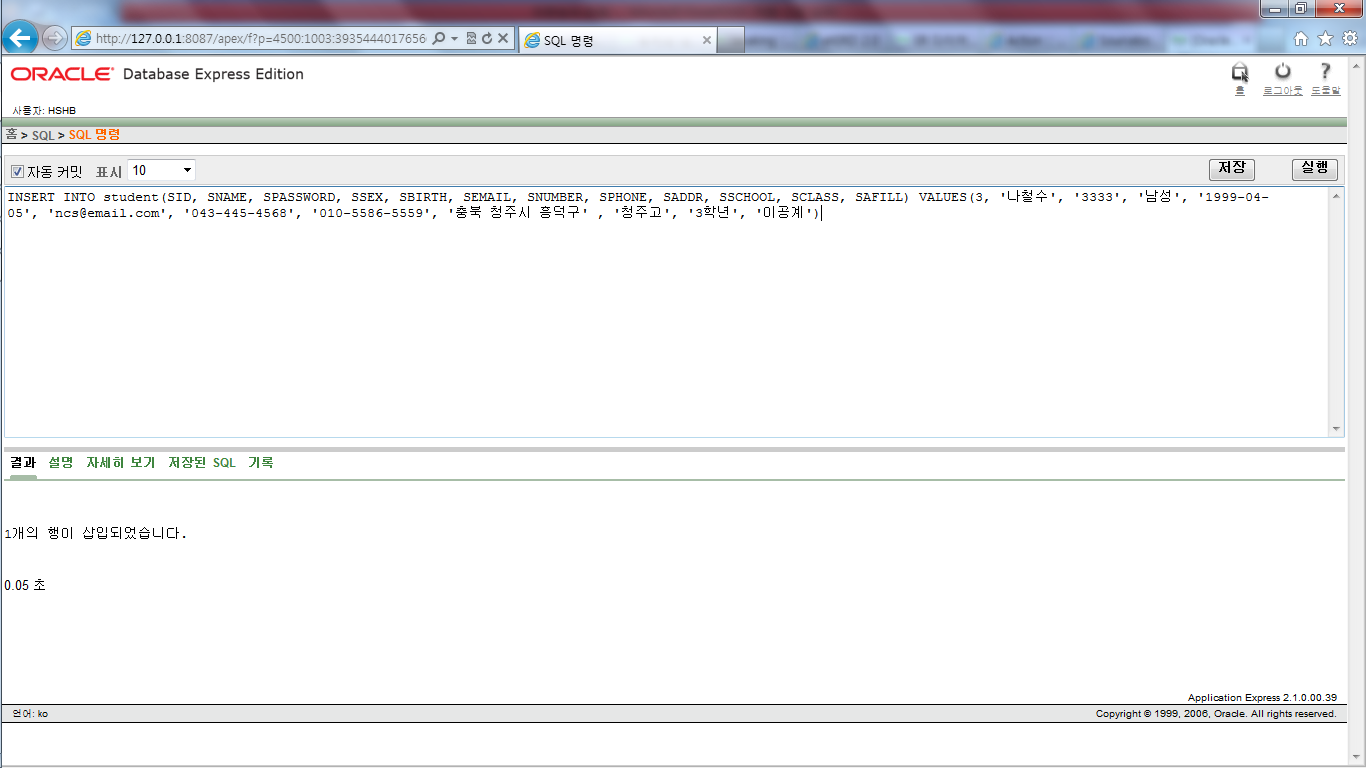 http://127.0.0.1:8087/apex/f?p=4500:1003:3935444017656
SQL 명령
ORACLE Database Express Edition
홈 로그아웃 도움말
사용자: HSHB
홈 > SQL > SQL 명령
자동 커밋 표시 10 저장 실행
INSERT INTO student(SID, SNAME, SPASSWORD, SSEX, SBIRTH, SEMAIL, SNUMBER, SPHONE, SADDR, SSCHOOL, SCLASS, SAFILL) VALUES(3, '나철수', '3333', '남성', '1999-04-
05', 'ncs@email.com', '043-445-4568', '010-5586-5559', '충북 청주시 흥덕구' , '청주고', '3학년', '이공계')
결과 설명 자세히 보기 저장된 SQL 기록
1개의 행이 삽입되었습니다.
0.05 초
Application Express 2.1.0.00.39
언어: ko Copyright © 1999, 2006, Oracle. All rights reserved.